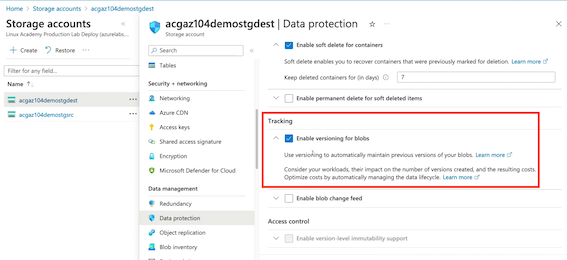 Home > Storage accounts > acgaz104demostgdest
Storage accounts
Linux Academy Production Lab Deploy (azurelabs...
Create
Restore
Filter for any field...
Name ↑
acgaz104demostgdest
acgaz104demostgsrc
acgaz104demostgdest | Data protection
Storage account
Search
Tables
Security + networking
Networking
Azure CDN
Access keys
Shared access signature
Encryption
Microsoft Defender for Cloud
Data management
Redundancy
Data protection
Object replication
Blob inventory
Enable soft delete for containers
Soft delete enables you to recover containers that were previously marked for deletion. Learn more
Keep deleted containers for (in days)
7
Enable permanent delete for soft deleted items
Tracking
Enable versioning for blobs
Use versioning to automatically maintain previous versions of your blobs. Learn more
Consider your workloads, their impact on the number of versions created, and the resulting costs.
Optimize costs by automatically managing the data lifecycle. Learn more
Enable blob change feed
Access control
Enable version-level immutability support